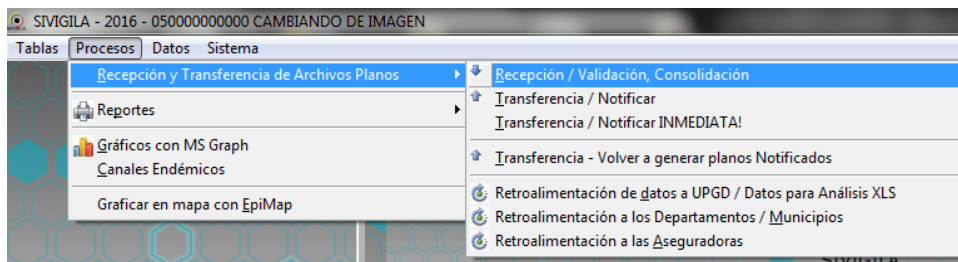 SIVIGILA - 2016 - 050000000000 CAMBIANDO DE IMAGEN
Tablas Procesos Datos Sistema
Recepción y Transferencia de Archivos Planos
Reportes
Gráficos con MS Graph
Canales Endémicos
Graficar en mapa con EpiMap
Recepción / Validación, Consolidación
Transferencia / Notificar
Transferencia / Notificar INMEDIATA!
Transferencia - Volver a generar planos Notificados
Retroalimentación de datos a UPGD / Datos para Análisis XLS
Retroalimentación a los Departamentos / Municipios
Retroalimentación a las Aseguradoras
SIVIGILA